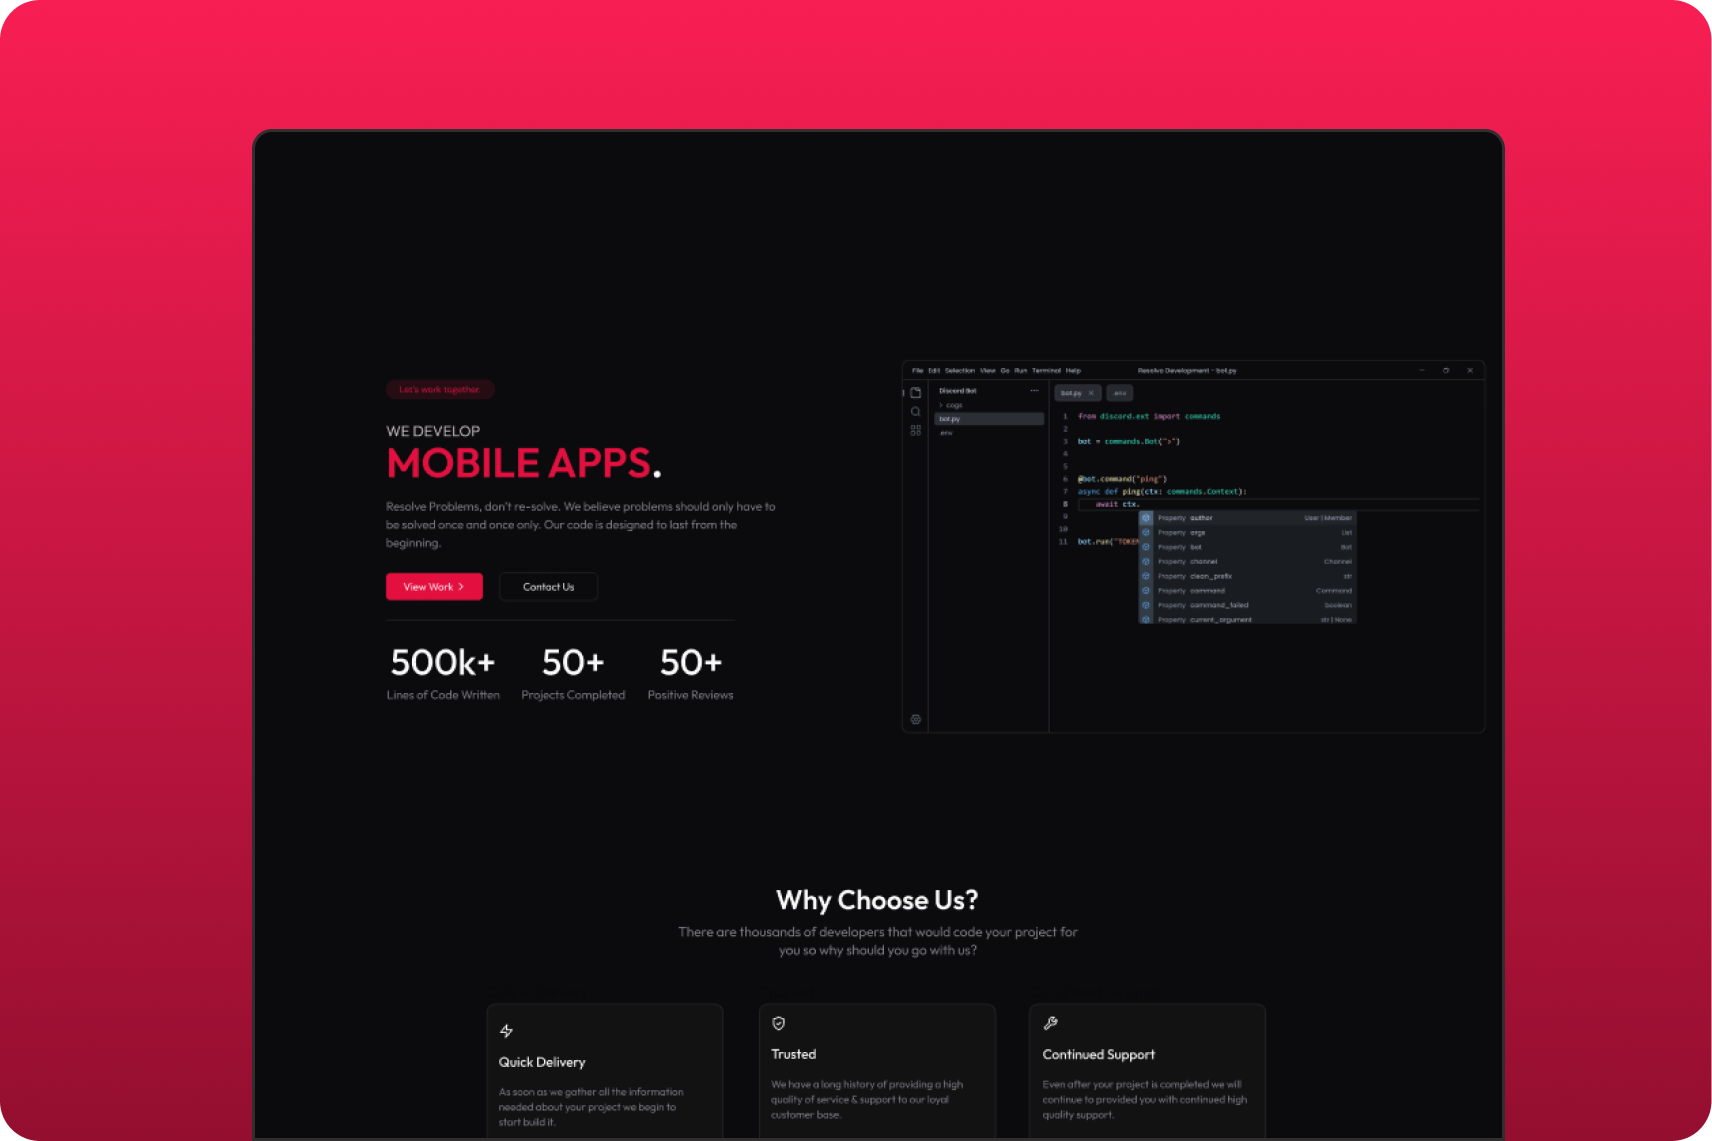 Let's work together.
WE DEVELOP
MOBILE APPS.
Resolve Problems, don't re-solve. We believe problems should only have to
be solved once and once only. Our code is designed to last from the
beginning.
View Work >
Contact Us
500k+
Lines of Code Written
50+
Projects Completed
50+
Positive Reviews
File Edit Selection View Go Run Terminal Help
Resolve Development - bot.py
Discord Bot
> cogs
bot.py
.env
bot.py
.env
1 from discord.ext import commands
2
3 bot = commands.Bot(">")
4
5
6 @bot.command("ping")
7 async def ping(ctx: commands.Context):
8 await ctx.
9
10
11 bot.run("TOKEN
Property author User | Member
Property args List
Property bot Bot
Property channel Channel
Property clean_prefix str
Property command Command
Property command_failed boolean
Property current_argument str | None
Why Choose Us?
There are thousands of developers that would code your project for
you so why should you go with us?
Quick Delivery
As soon as we gather all the information
needed about your project we begin to
start build it.
Trusted
We have a long history of providing a high
quality of service & support to our loyal
customer base.
Continued Support
Even after your project is completed we will
continue to provided you with continued high
quality support.